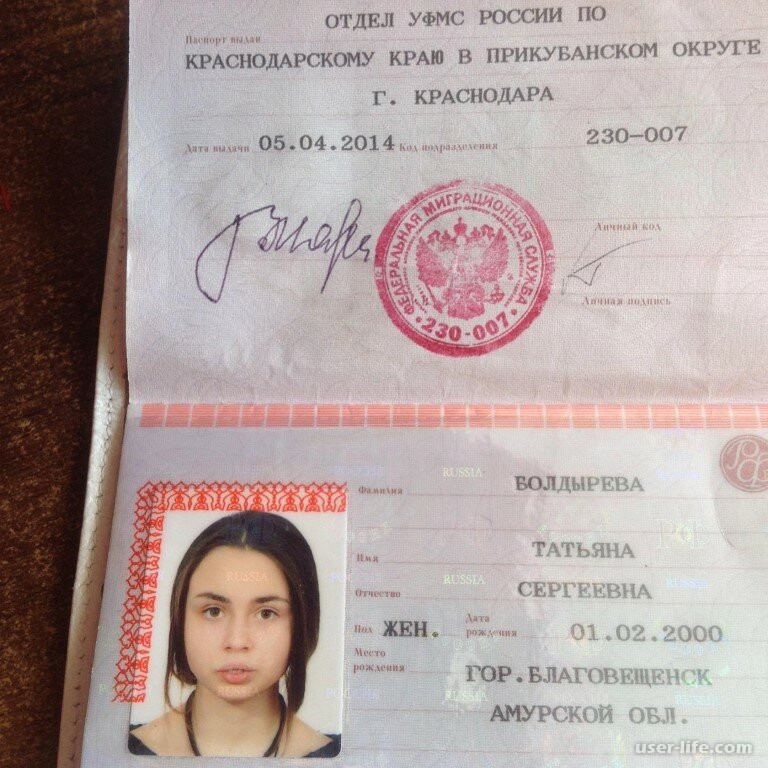 ОТДЕЛ УФМС РОССИИ ПО
Паспорт выдан
КРАСНОДАРСКОМУ КРАЮ В ПРИКУБАНСКОМ ОКРУГЕ
Г. КРАСНОДАРА
Дата выдачи 05.04.2014 Код подразделения 230-007
ФЕДЕРАЛЬНАЯ МИГРАЦИОННАЯ СЛУЖБА
230-007
Личный код
Личная подпись
RUSSIA
Фамилия БОЛДЫРЕВА
Имя ТАТЬЯНА
RUSSIA RUSSIA
Отчество СЕРГЕЕВНА
Пол ЖЕН. Дата рождения 01.02.2000
Место рождения ГОР.БЛАГОВЕЩЕНСК
АМУРСКОЙ ОБЛ.
user-life.com